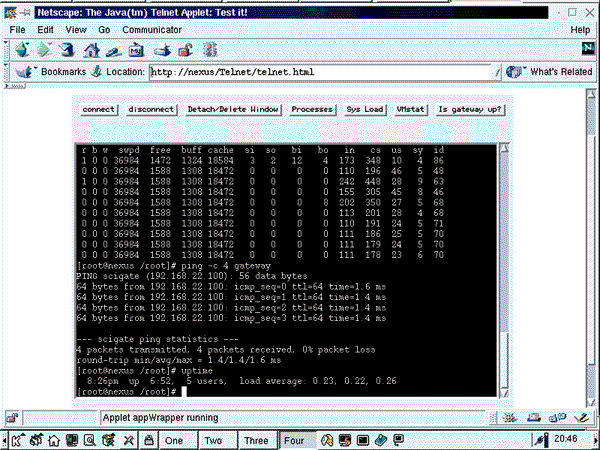 Netscape: The Java(tm) Telnet Applet: Test it!
File Edit View Go Communicator Help
Bookmarks Location: http://nexus/Telnet/telnet.html What's Related
connect disconnect Detach/Delete Window Processes Sys Load VMstat Is gateway up?
r b w swpd free buff cache si so bi bo in cs us sy id
1 0 0 36984 1472 1324 18584 3 2 12 4 173 348 10 4 86
0 0 0 36984 1588 1308 18472 0 0 0 0 110 196 46 5 48
0 0 0 36984 1588 1308 18472 0 0 0 0 242 448 28 9 63
0 0 0 36984 1588 1308 18472 0 0 0 0 155 305 45 8 46
0 0 0 36984 1588 1308 18472 0 0 0 8 202 350 27 5 68
0 0 0 36984 1588 1308 18472 0 0 0 0 113 201 28 4 68
0 0 0 36984 1588 1308 18472 0 0 0 0 110 191 24 5 71
0 0 0 36984 1588 1308 18472 0 0 0 0 111 186 25 5 70
0 0 0 36984 1588 1308 18472 0 0 0 0 111 179 24 5 70
0 0 0 36984 1588 1308 18472 0 0 0 0 111 178 23 6 70
[root@nexus /root]# ping -c 4 gateway
PING scigate (192.168.22.100): 56 data bytes
64 bytes from 192.168.22.100: icmp_seq=0 ttl=64 time=1.6 ms
64 bytes from 192.168.22.100: icmp_seq=1 ttl=64 time=1.4 ms
64 bytes from 192.168.22.100: icmp_seq=2 ttl=64 time=1.4 ms
64 bytes from 192.168.22.100: icmp_seq=3 ttl=64 time=1.4 ms
--- scigate ping statistics ---
4 packets transmitted, 4 packets received, 0% packet loss
round-trip min/avg/max = 1.4/1.4/1.6 ms
[root@nexus /root]# uptime
8:26pm up 6:52, 5 users, load average: 0.23, 0.22, 0.26
[root@nexus /root]#
Applet appWrapper running
One Two Three Four 20:46